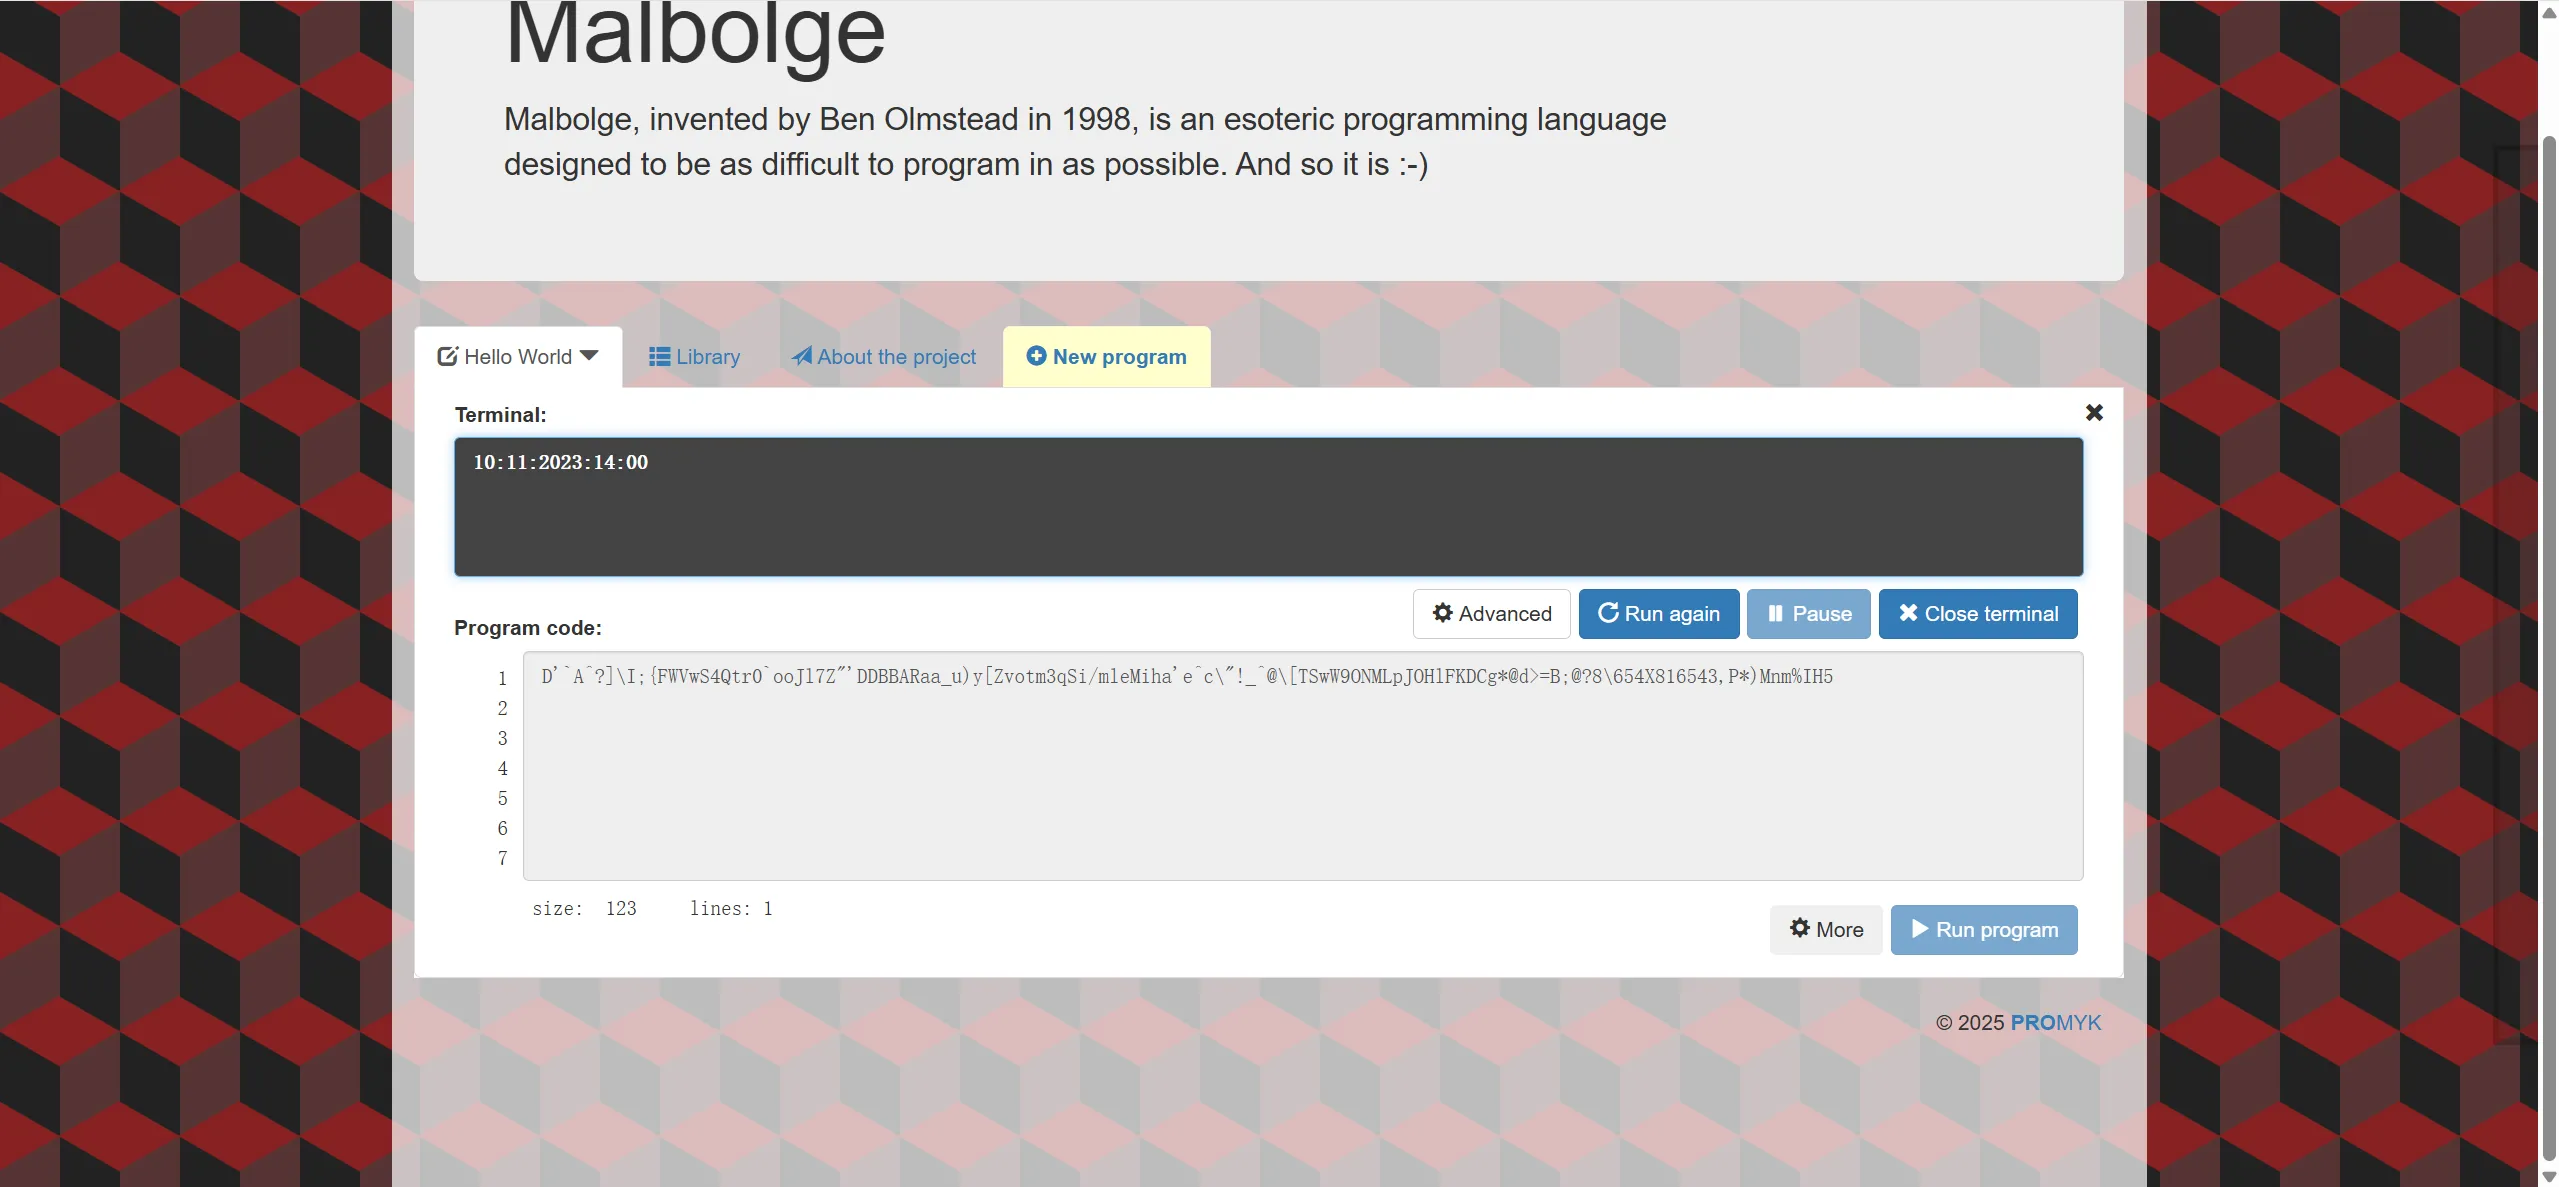 Malbolge
Malbolge, invented by Ben Olmstead in 1998, is an esoteric programming language
designed to be as difficult to program in as possible. And so it is :-)
Hello World
Library
About the project
New program
Terminal:
10:11:2023:14:00
Advanced
Run again
Pause
Close terminal
Program code:
1 D'`A^?]\I;{FWVwS4Qtr0`ooJl7Z"'DDBBARaa_u)y[Zvotm3qSi/mleMiha'e^c\"!_^@\[TSwW9ONMLpJOH1FKDCg*@d>=B;@?8\654X816543,P*)Mnm%IH5
2
3
4
5
6
7
size: 123 lines: 1
More
Run program
© 2025 PROMYK